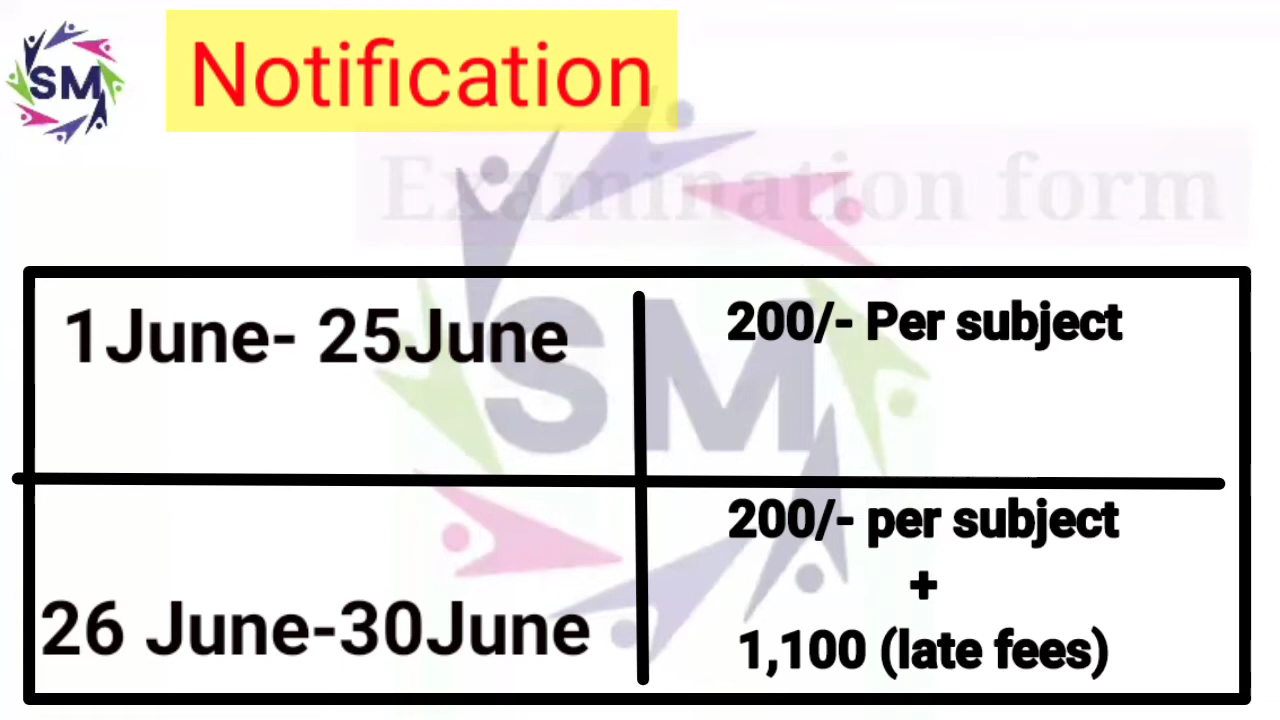 SM
Notification
Examination form
1June- 25June
200/- Per subject
SM
26 June-30June
200/- per subject
+
1,100 (late fees)